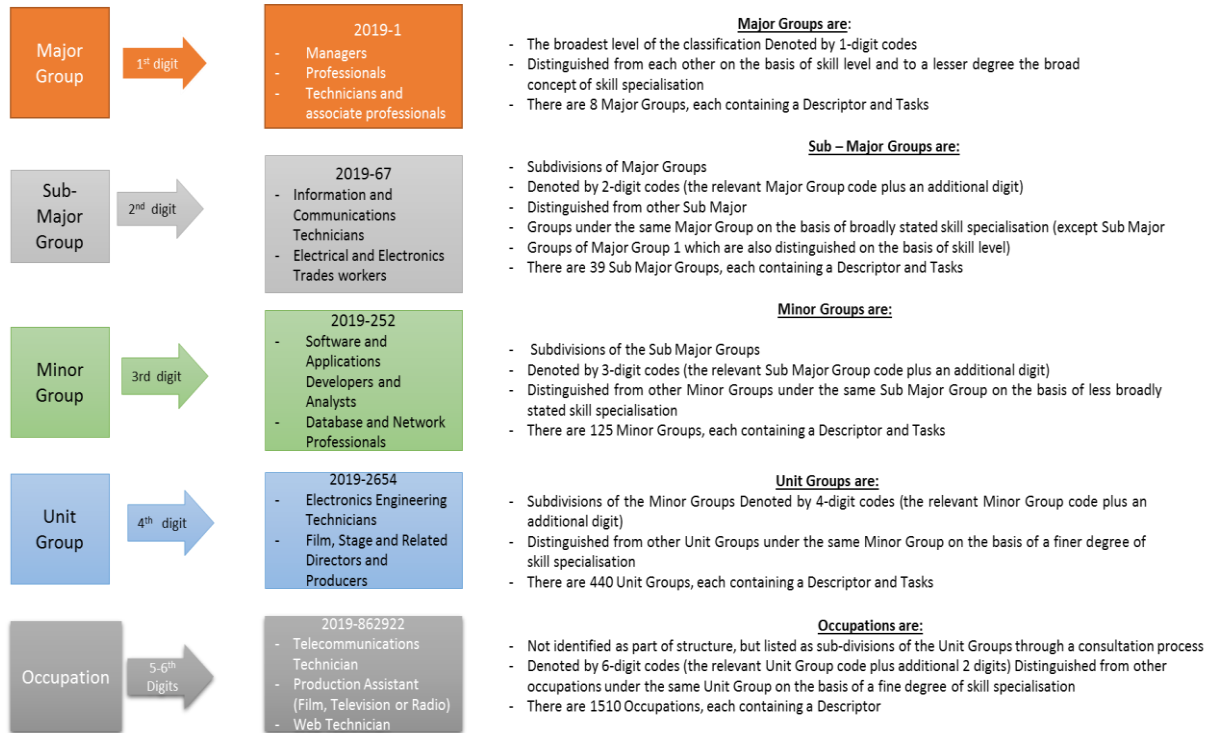 Major
Group
1st digit
2019-1
- Managers
- Professionals
- Technicians and
associate professionals
Major Groups are:
- The broadest level of the classification Denoted by 1-digit codes
- Distinguished from each other on the basis of skill level and to a lesser degree the broad
concept of skill specialisation
- There are 8 Major Groups, each containing a Descriptor and Tasks
Sub-
Major
Group
2nd digit
2019-67
- Information and
Communications
Technicians
- Electrical and Electronics
Trades workers
Sub – Major Groups are:
- Subdivisions of Major Groups
- Denoted by 2-digit codes (the relevant Major Group code plus an additional digit)
- Distinguished from other Sub Major
- Groups under the same Major Group on the basis of broadly stated skill specialisation (except Sub Major
- Groups of Major Group 1 which are also distinguished on the basis of skill level)
- There are 39 Sub Major Groups, each containing a Descriptor and Tasks
Minor
Group
3rd digit
2019-252
- Software and
Applications
Developers and
Analysts
- Database and Network
Professionals
Minor Groups are:
- Subdivisions of the Sub Major Groups
- Denoted by 3-digit codes (the relevant Sub Major Group code plus an additional digit)
- Distinguished from other Minor Groups under the same Sub Major Group on the basis of less broadly
stated skill specialisation
- There are 125 Minor Groups, each containing a Descriptor and Tasks
Unit
Group
4th digit
2019-2654
- Electronics Engineering
Technicians
- Film, Stage and Related
Directors and
Producers
Unit Groups are:
- Subdivisions of the Minor Groups Denoted by 4-digit codes (the relevant Minor Group code plus an
additional digit)
- Distinguished from other Unit Groups under the same Minor Group on the basis of a finer degree of
skill specialisation
- There are 440 Unit Groups, each containing a Descriptor and Tasks
Occupation
5-6th
Digits
2019-862922
- Telecommunications
Technician
- Production Assistant
(Film, Television or Radio)
- Web Technician
Occupations are:
- Not identified as part of structure, but listed as sub-divisions of the Unit Groups through a consultation process
- Denoted by 6-digit codes (the relevant Unit Group code plus additional 2 digits) Distinguished from other
occupations under the same Unit Group on the basis of a fine degree of skill specialisation
- There are 1510 Occupations, each containing a Descriptor